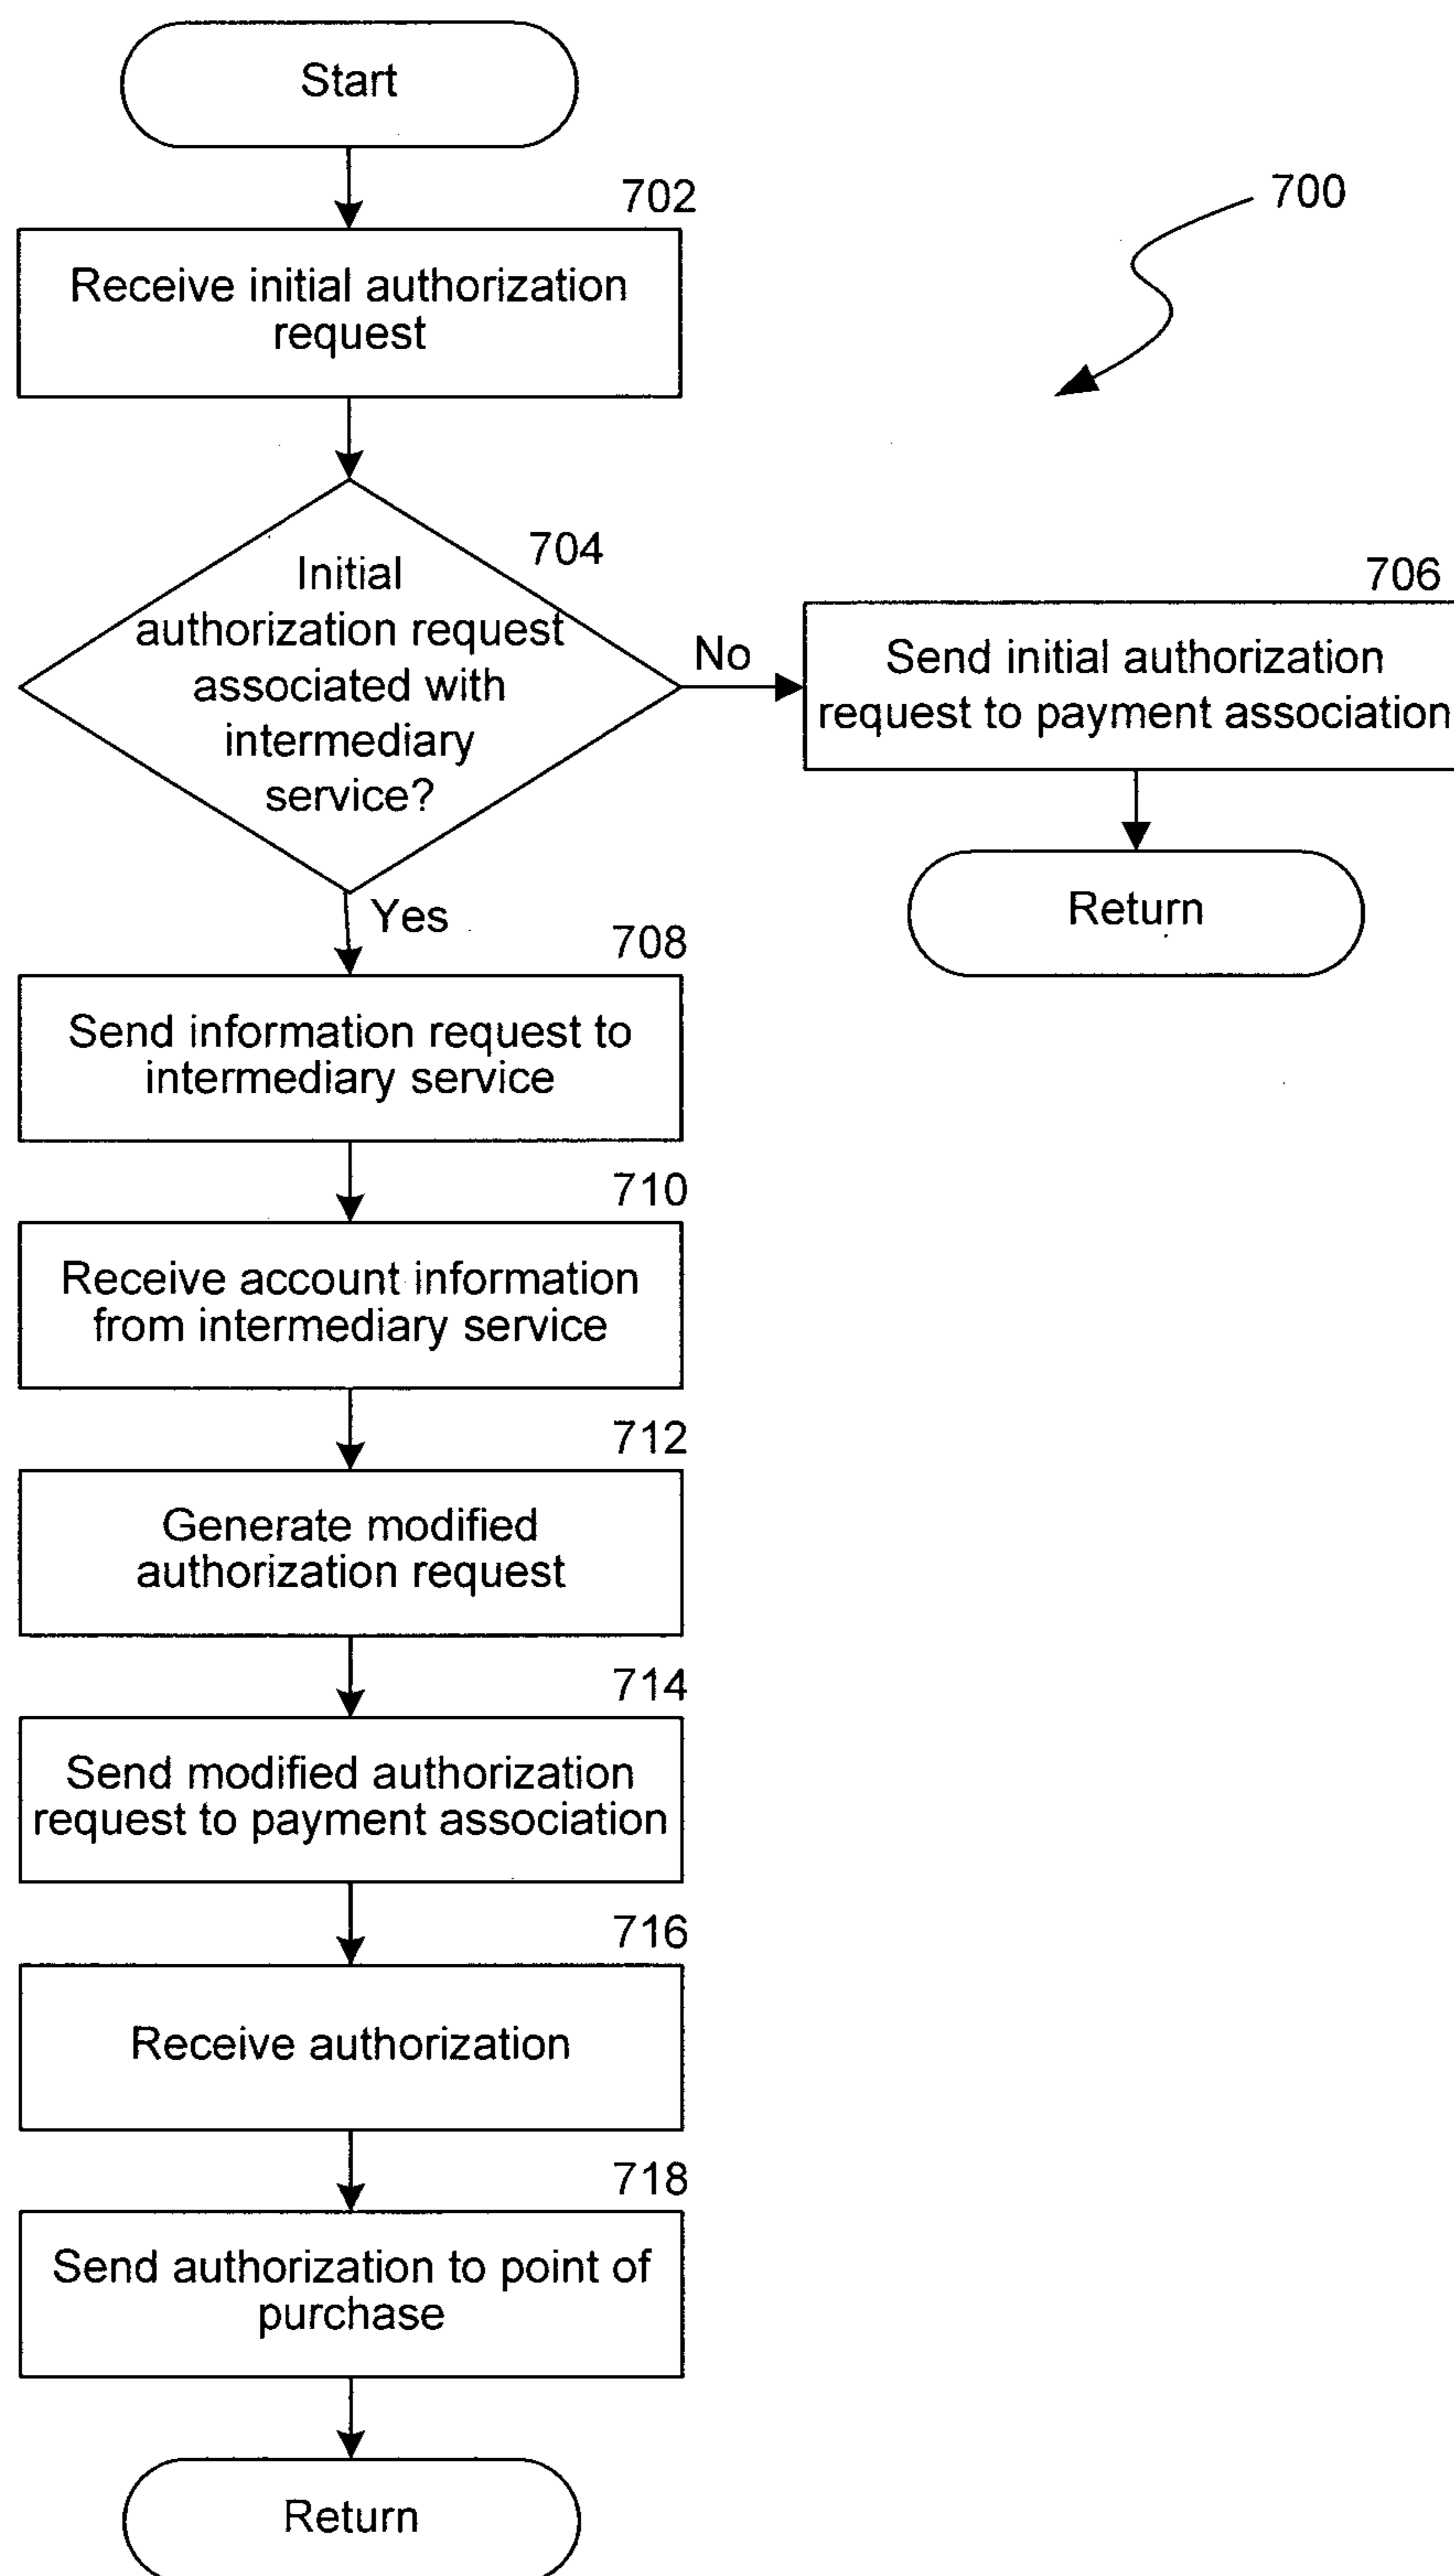 Start
702
700
Receive initial authorization
request
704
Initial
authorization request
associated with
intermediary
service?
No
706
Send initial authorization
request to payment association
Return
Yes
708
Send information request to
intermediary service
710
Receive account information
from intermediary service
712
Generate modified
authorization request
714
Send modified authorization
request to payment association
716
Receive authorization
718
Send authorization to point of
purchase
Return